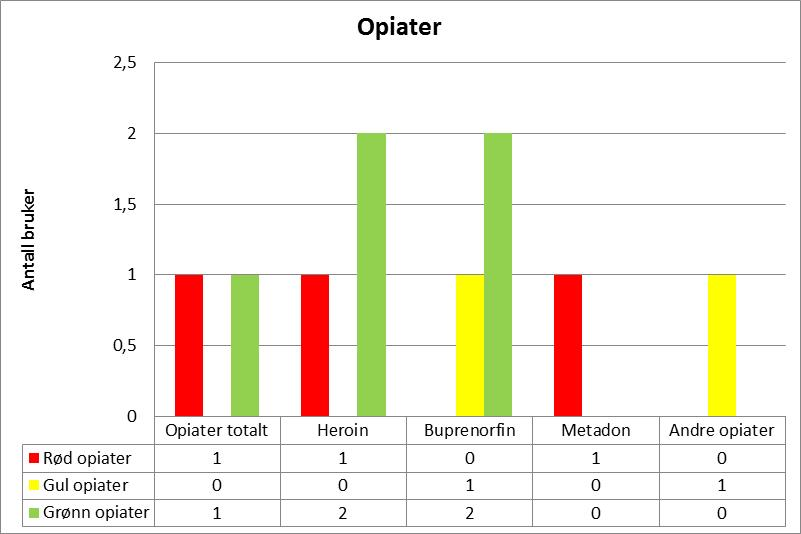 Opiater
2,5
2
1,5
1
0,5
0
Antall bruker
Opiater totalt Heroin Buprenorfin Metadon Andre opiater
Rød opiater 1 1 0 1 0
Gul opiater 0 0 1 0 1
Grønn opiater 1 2 2 0 0